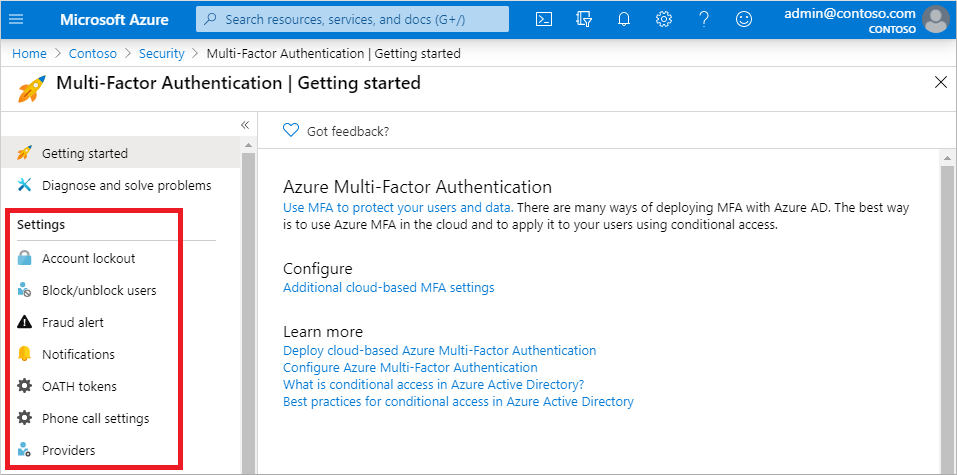 Microsoft Azure
Search resources, services, and docs (G+/)
admin@contoso.com
CONTOSO
Home > Contoso > Security > Multi-Factor Authentication | Getting started
Multi-Factor Authentication | Getting started
Got feedback?
Getting started
Diagnose and solve problems
Settings
Account lockout
Block/unblock users
Fraud alert
Notifications
OATH tokens
Phone call settings
Providers
Azure Multi-Factor Authentication
Use MFA to protect your users and data. There are many ways of deploying MFA with Azure AD. The best way
is to use Azure MFA in the cloud and to apply it to your users using conditional access.
Configure
Additional cloud-based MFA settings
Learn more
Deploy cloud-based Azure Multi-Factor Authentication
Configure Azure Multi-Factor Authentication
What is conditional access in Azure Active Directory?
Best practices for conditional access in Azure Active Directory